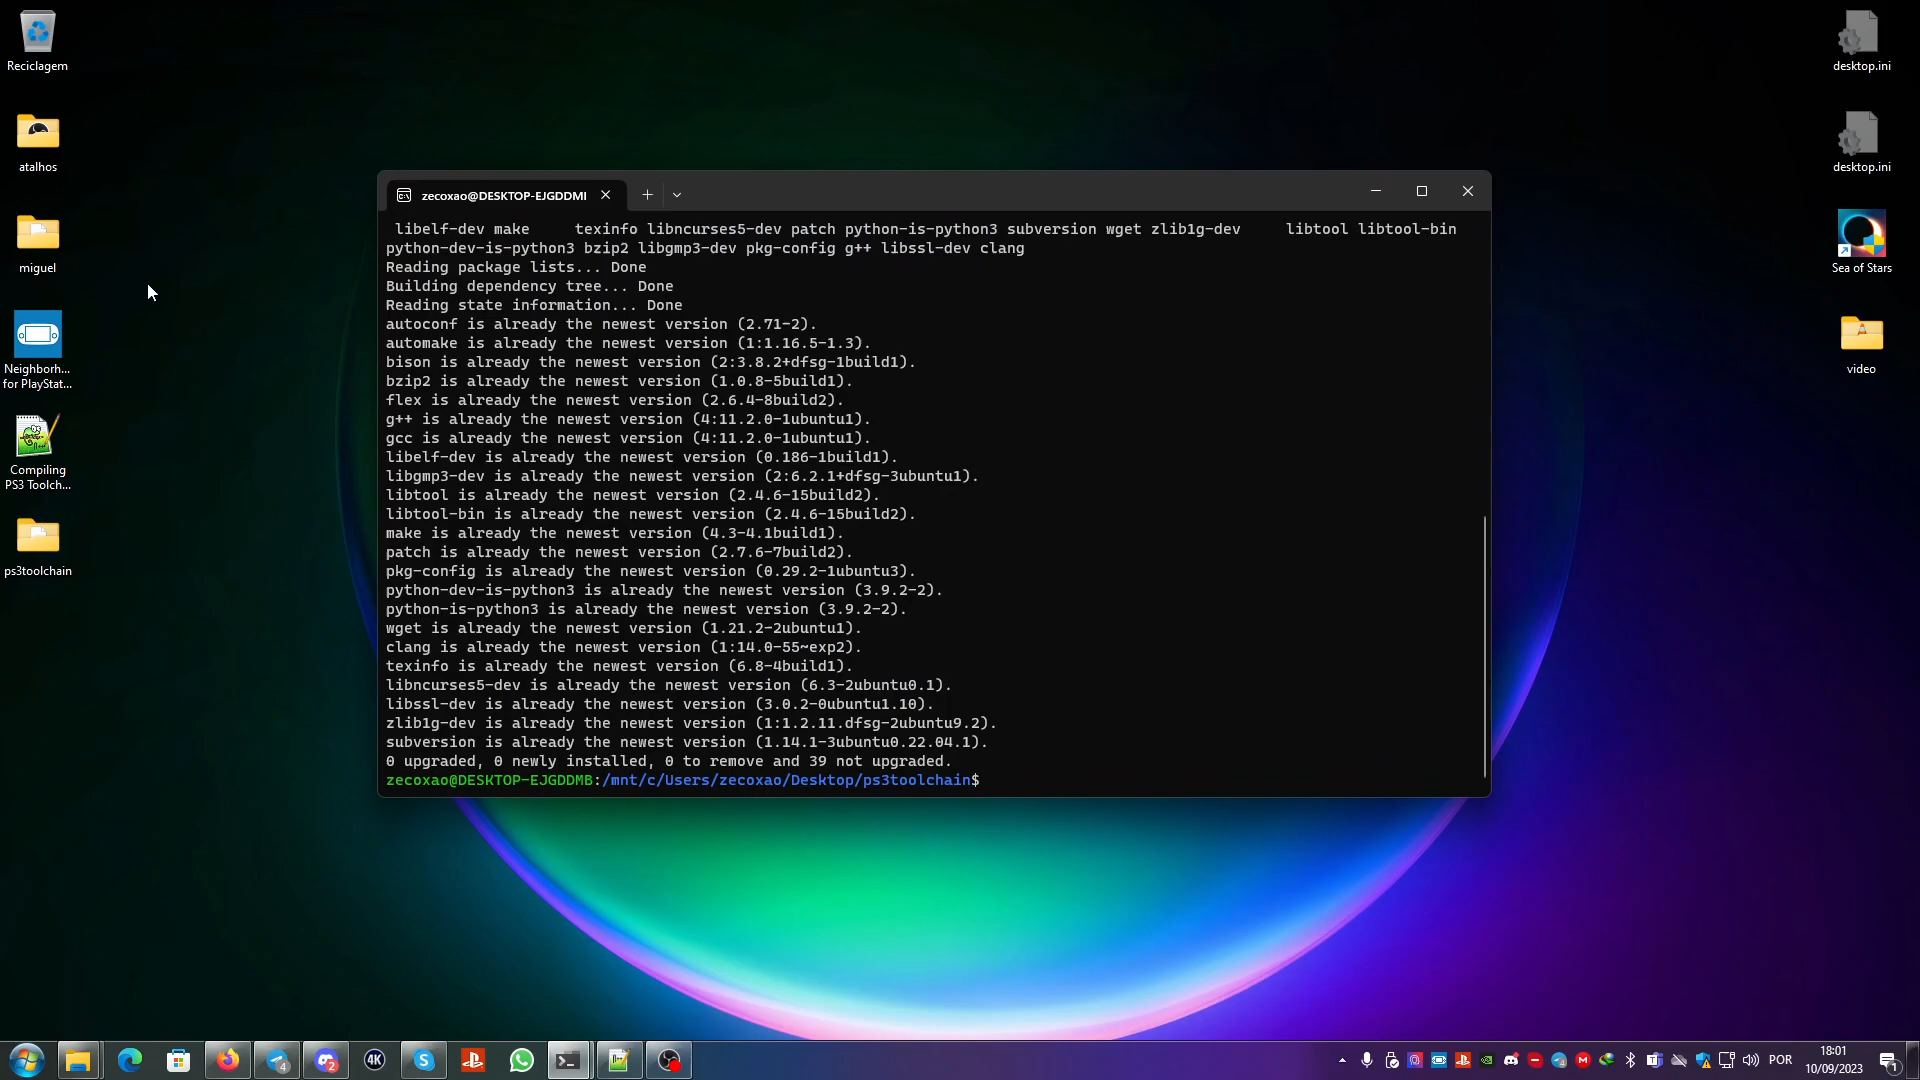 Reciclagem
atalhos
miguel
Neighborh...
for PlayStat...
Compiling
PS3 Toolch...
ps3toolchain
zecoxao@DESKTOP-EJGDDMI
libelf-dev make     texinfo libncurses5-dev patch python-is-python3 subversion wget zlib1g-dev     libtool libtool-bin
python-dev-is-python3 bzip2 libgmp3-dev pkg-config g++ libssl-dev clang
Reading package lists... Done
Building dependency tree... Done
Reading state information... Done
autoconf is already the newest version (2.71-2).
automake is already the newest version (1:1.16.5-1.3).
bison is already the newest version (2:3.8.2+dfsg-1build1).
bzip2 is already the newest version (1.0.8-5build1).
flex is already the newest version (2.6.4-8build2).
g++ is already the newest version (4:11.2.0-1ubuntu1).
gcc is already the newest version (4:11.2.0-1ubuntu1).
libelf-dev is already the newest version (0.186-1build1).
libgmp3-dev is already the newest version (2:6.2.1+dfsg-3ubuntu1).
libtool is already the newest version (2.4.6-15build2).
libtool-bin is already the newest version (2.4.6-15build2).
make is already the newest version (4.3-4.1build1).
patch is already the newest version (2.7.6-7build2).
pkg-config is already the newest version (0.29.2-1ubuntu3).
python-dev-is-python3 is already the newest version (3.9.2-2).
python-is-python3 is already the newest version (3.9.2-2).
wget is already the newest version (1.21.2-2ubuntu1).
clang is already the newest version (1:14.0-55~exp2).
texinfo is already the newest version (6.8-4build1).
libncurses5-dev is already the newest version (6.3-2ubuntu0.1).
libssl-dev is already the newest version (3.0.2-0ubuntu1.10).
zlib1g-dev is already the newest version (1:1.2.11.dfsg-2ubuntu9.2).
subversion is already the newest version (1.14.1-3ubuntu0.22.04.1).
0 upgraded, 0 newly installed, 0 to remove and 39 not upgraded.
zecoxao@DESKTOP-EJGDDMB:/mnt/c/Users/zecoxao/Desktop/ps3toolchain$
desktop.ini
desktop.ini
Sea of Stars
video
4
2
4K
POR
18:01
10/09/2023
1